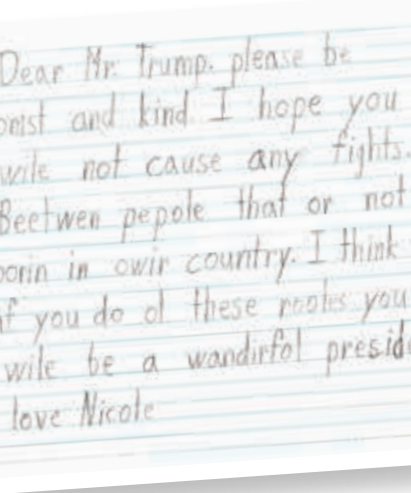 Dear Mr. Trump. please be
onist and kind I hope you
wile not cause any fights.
Beetwen pepole that or not
borin in owir country. I think
if you do ol these rooles you
wile be a wandirfol presid
love Nicole